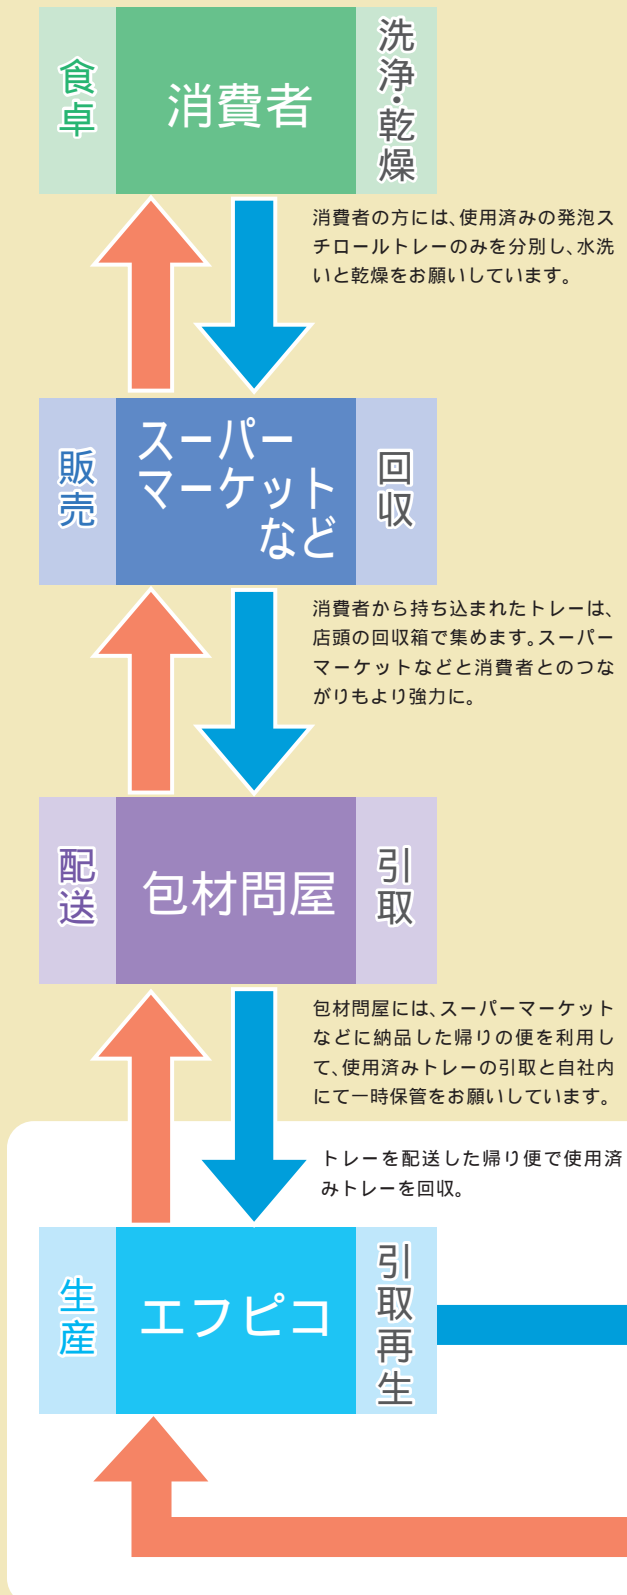 食卓
消費者
洗浄・乾燥
消費者の方には、使用済みの発泡ス
チロールトレーのみを分別し、水洗
いと乾燥をお願いしています。
販売
スーパー
マーケット
など
回収
消費者から持ち込まれたトレーは、
店頭の回収箱で集めます。スーパー
マーケットなどと消費者とのつな
がりもより強力に。
配送
包材問屋
引取
包材問屋には、スーパーマーケット
などに納品した帰りの便を利用し
て、使用済みトレーの引取と自社内
にて一時保管をお願いしています。
トレーを配送した帰り便で使用済
みトレーを回収。
生産
エフピコ
引取再生